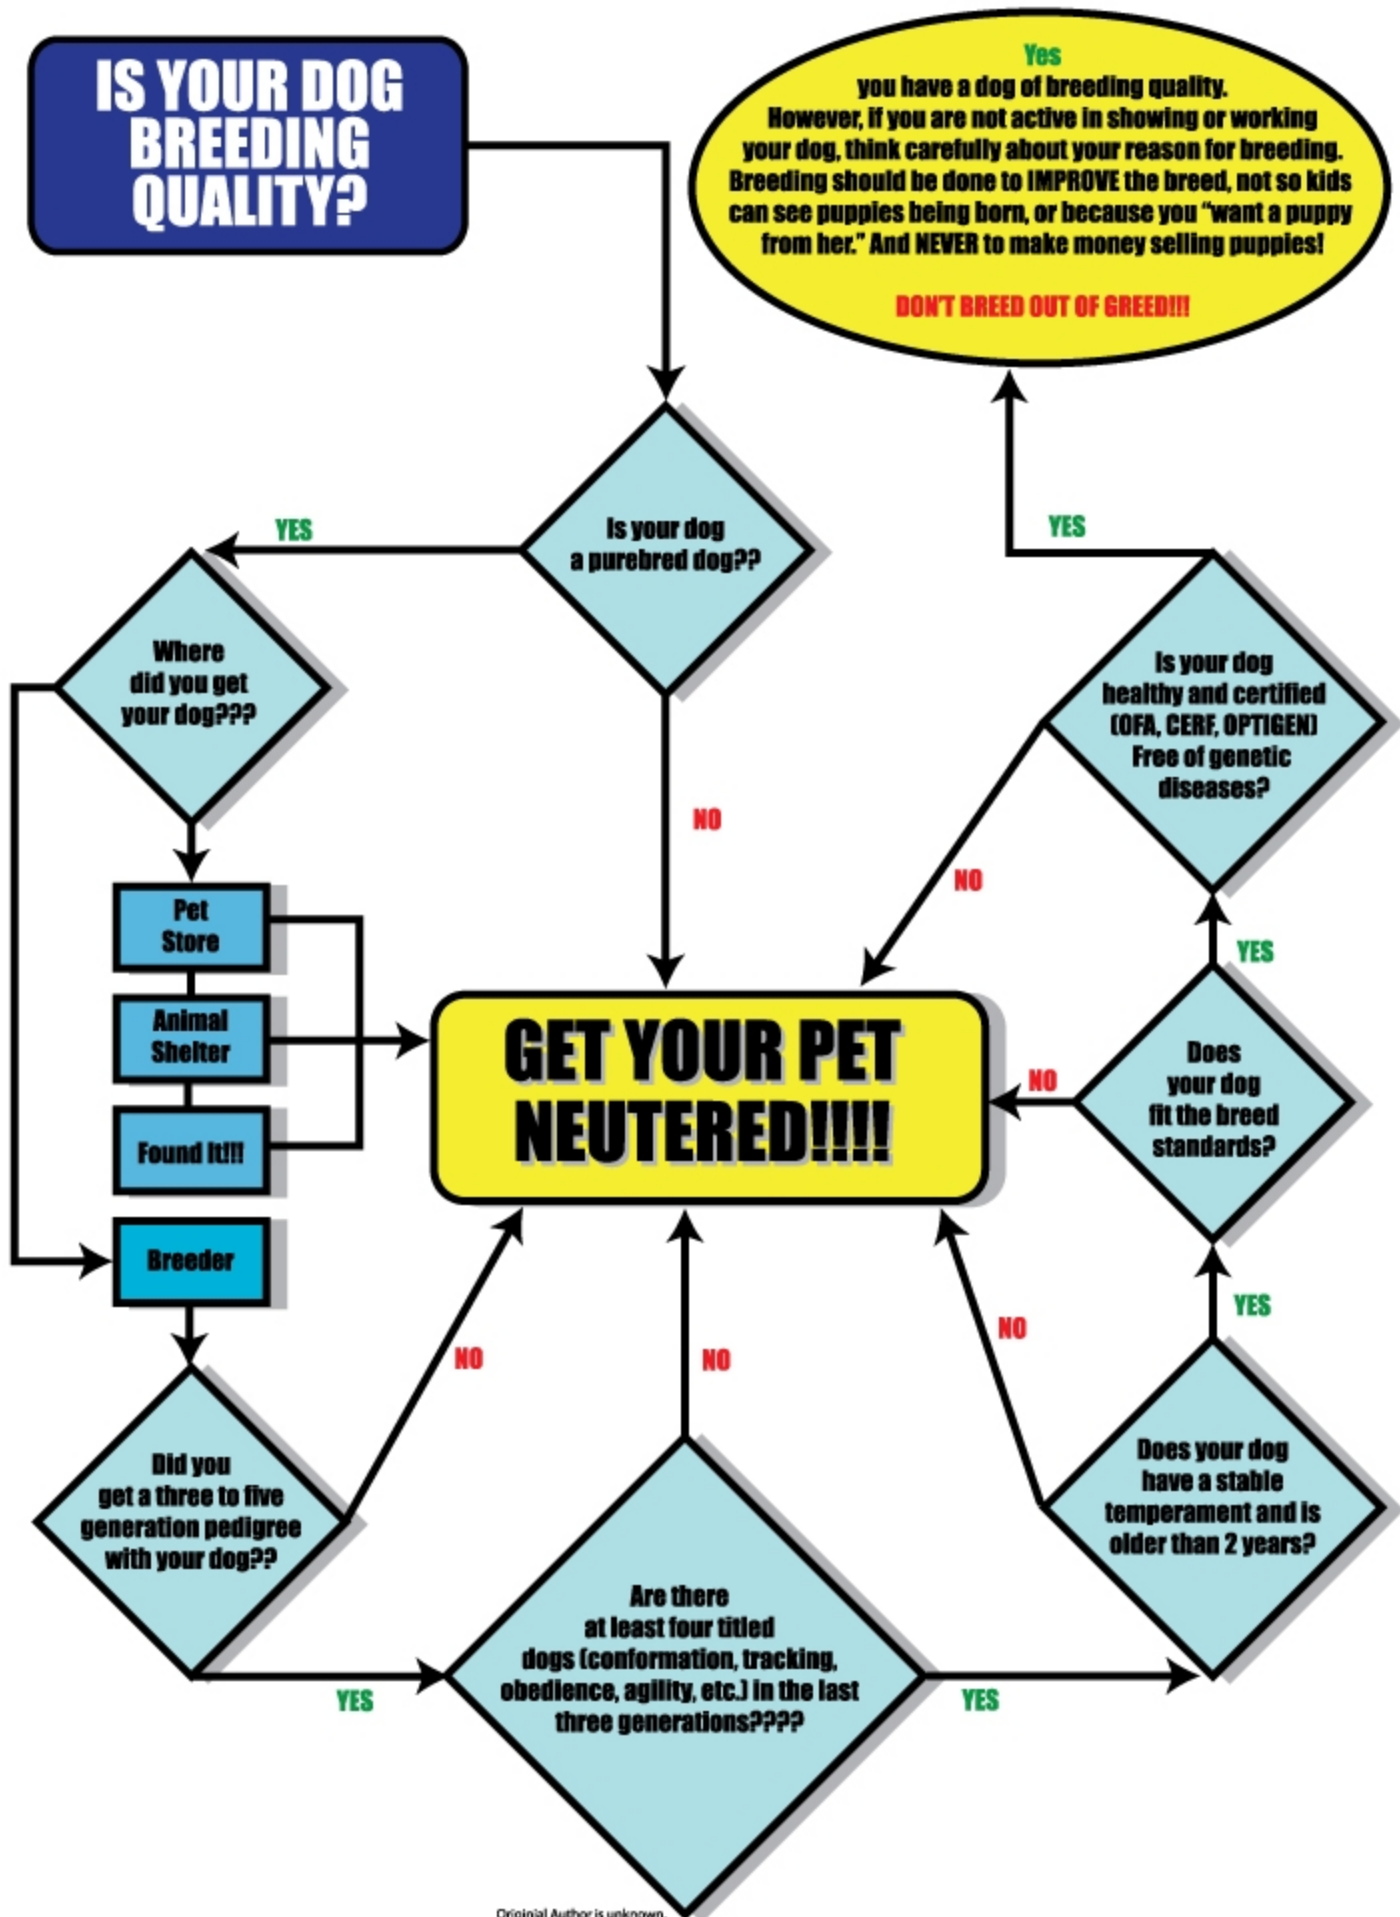 IS YOUR DOG
BREEDING
QUALITY?
Yes
you have a dog of breeding quality.
However, if you are not active in showing or working
your dog, think carefully about your reason for breeding.
Breeding should be done to IMPROVE the breed, not so kids
can see puppies being born, or because you “want a puppy
from her.” And NEVER to make money selling puppies!
DON'T BREED OUT OF GREED!!!
Is your dog
a purebred dog??
YES
NO
Where
did you get
your dog???
Pet
Store
Animal
Shelter
Found It!!!
Breeder
Did you
get a three to five
generation pedigree
with your dog??
NO
YES
Are there
at least four titled
dogs (conformation, tracking,
obedience, agility, etc.) in the last
three generations????
NO
YES
Does your dog
have a stable
temperament and is
older than 2 years?
NO
YES
Does
your dog
fit the breed
standards?
NO
YES
Is your dog
healthy and certified
(OFA, CERF, OPTIGEN)
Free of genetic
diseases?
NO
YES
GET YOUR PET
NEUTERED!!!!
Originial Author is unknown.